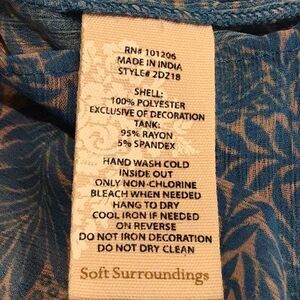 RN# 101206
MADE IN INDIA
STYLE# 2DZ18
SHELL:
100% POLYESTER
EXCLUSIVE OF DECORATION
TANK:
95% RAYON
5% SPANDEX
HAND WASH COLD
INSIDE OUT
ONLY NON-CHLORINE
BLEACH WHEN NEEDED
HANG TO DRY
COOL IRON IF NEEDED
ON REVERSE
DO NOT IRON DECORATION
DO NOT DRY CLEAN
Soft Surroundings